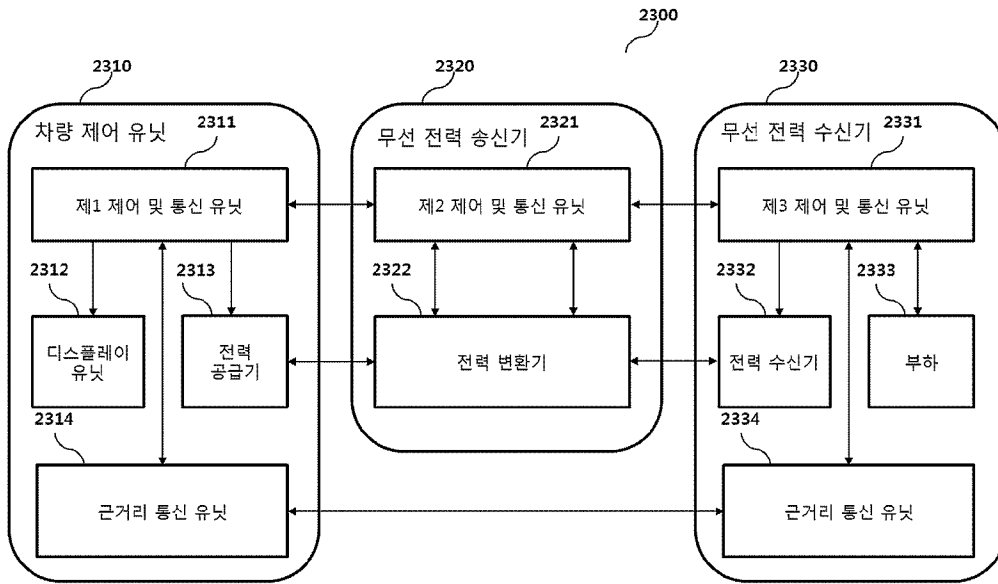 2300
2310
2320
2330
차량 제어 유닛
2311
무선 전력 송신기
2321
무선 전력 수신기
2331
제1 제어 및 통신 유닛
제2 제어 및 통신 유닛
제3 제어 및 통신 유닛
2312
2313
2322
2332
2333
디스플레이
유닛
전력
공급기
전력 변환기
전력 수신기
부하
2314
2334
근거리 통신 유닛
근거리 통신 유닛